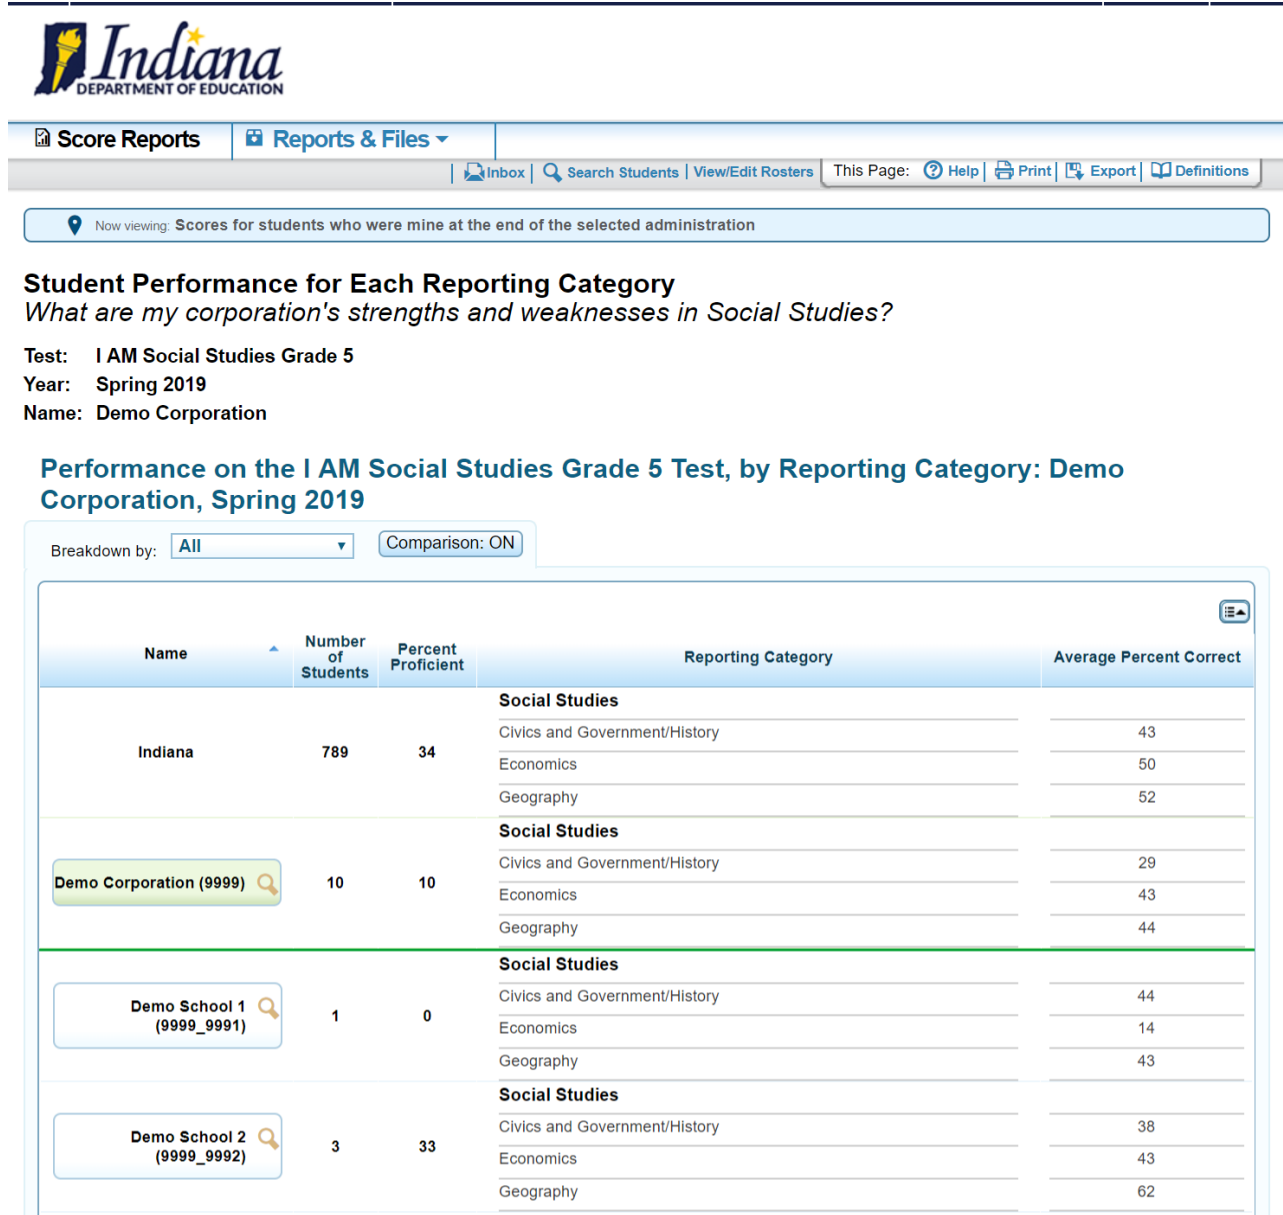 Indiana
DEPARTMENT OF EDUCATION
Score Reports
Reports & Files
Inbox | Search Students | View/Edit Rosters
This Page: Help | Print | Export | Definitions
Now viewing: Scores for students who were mine at the end of the selected administration
Student Performance for Each Reporting Category
What are my corporation's strengths and weaknesses in Social Studies?
Test: I AM Social Studies Grade 5
Year: Spring 2019
Name: Demo Corporation
Performance on the I AM Social Studies Grade 5 Test, by Reporting Category: Demo
Corporation, Spring 2019
Breakdown by: All
Comparison: ON
Name
Number
of
Students
Percent
Proficient
Reporting Category
Average Percent Correct
Indiana 789 34
Social Studies
Civics and Government/History 43
Economics 50
Geography 52
Demo Corporation (9999) 10 10
Social Studies
Civics and Government/History 29
Economics 43
Geography 44
Demo School 1
(9999_9991)
1 0
Social Studies
Civics and Government/History 44
Economics 14
Geography 43
Demo School 2
(9999_9992)
3 33
Social Studies
Civics and Government/History 38
Economics 43
Geography 62